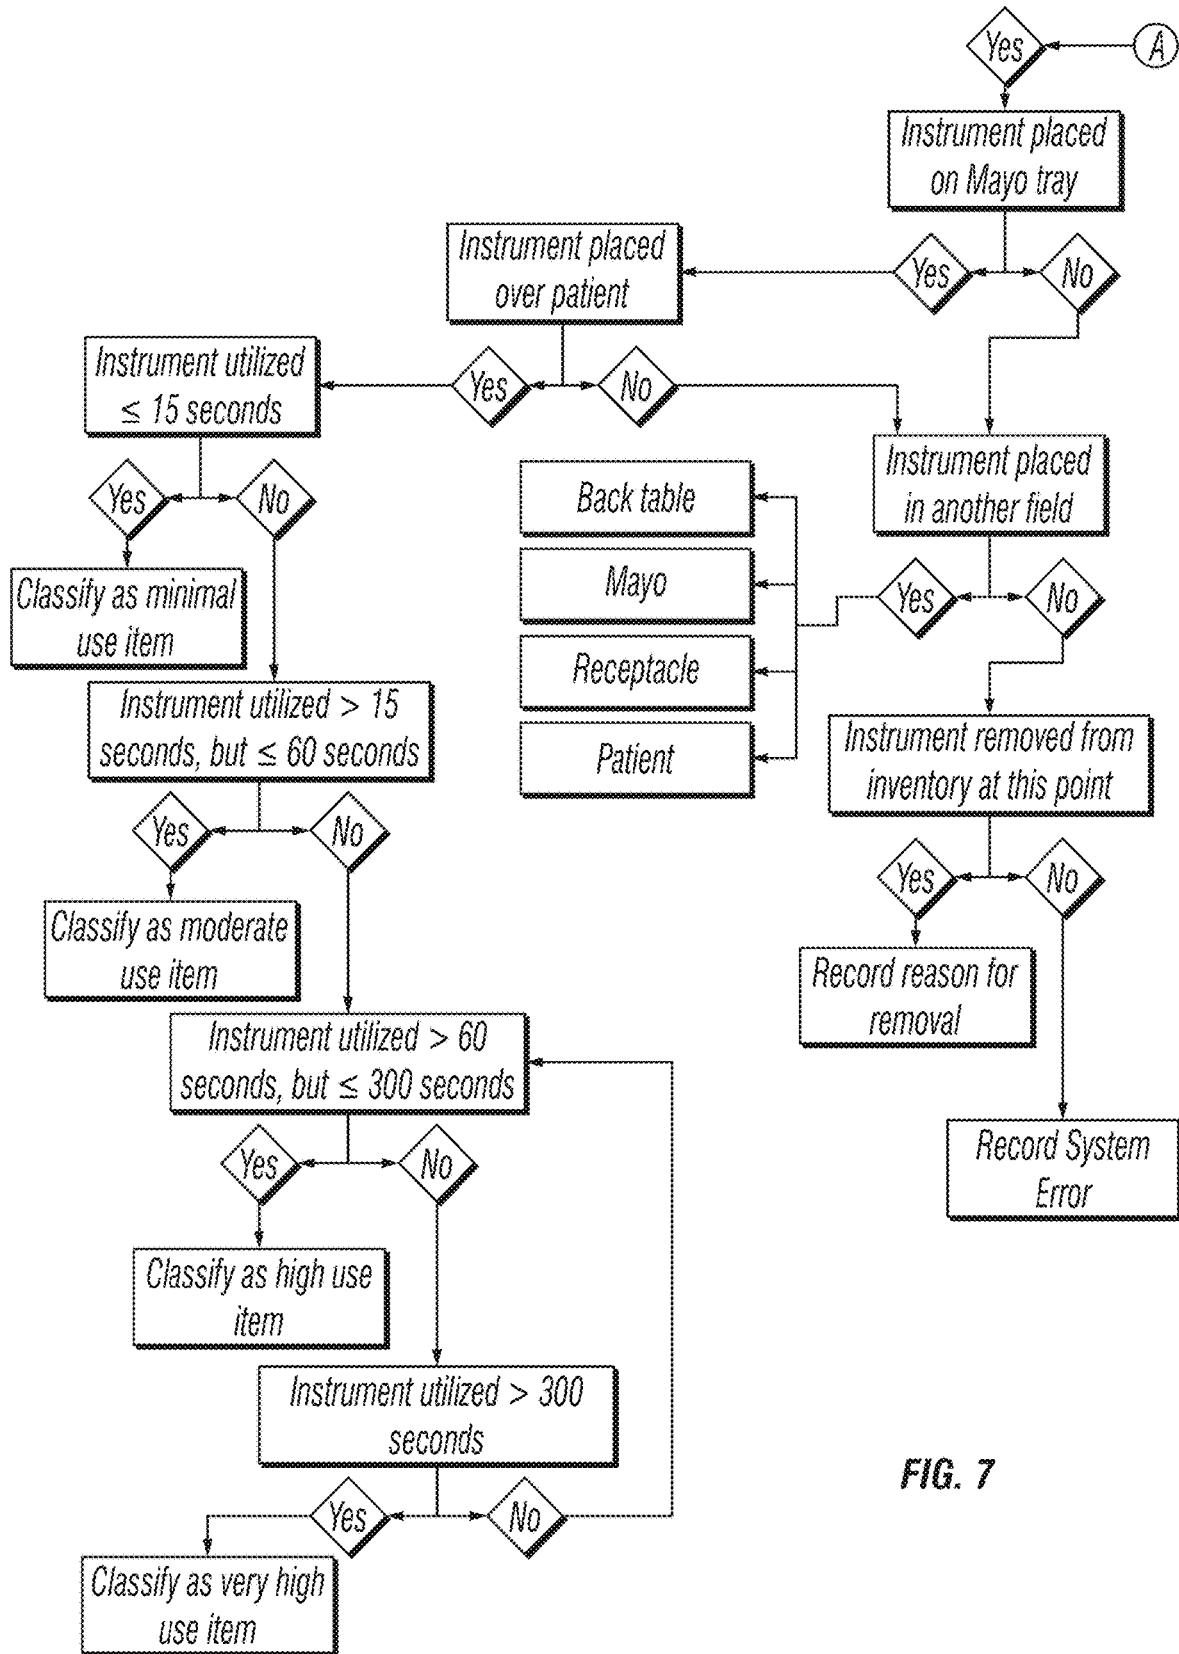 Yes
A
Instrument placed
on Mayo tray
Instrument placed
over patient
Yes
No
Instrument utilized
≤ 15 seconds
Yes
No
Instrument placed
in another field
Yes
No
Back table
Mayo
Receptacle
Patient
Yes
No
Classify as minimal
use item
Instrument utilized > 15
seconds, but ≤ 60 seconds
Instrument removed from
inventory at this point
Yes
No
Yes
No
Classify as moderate
use item
Record reason for
removal
Instrument utilized > 60
seconds, but ≤ 300 seconds
Yes
No
Record System
Error
Classify as high use
item
Instrument utilized > 300
seconds
FIG. 7
Yes
No
Classify as very high
use item